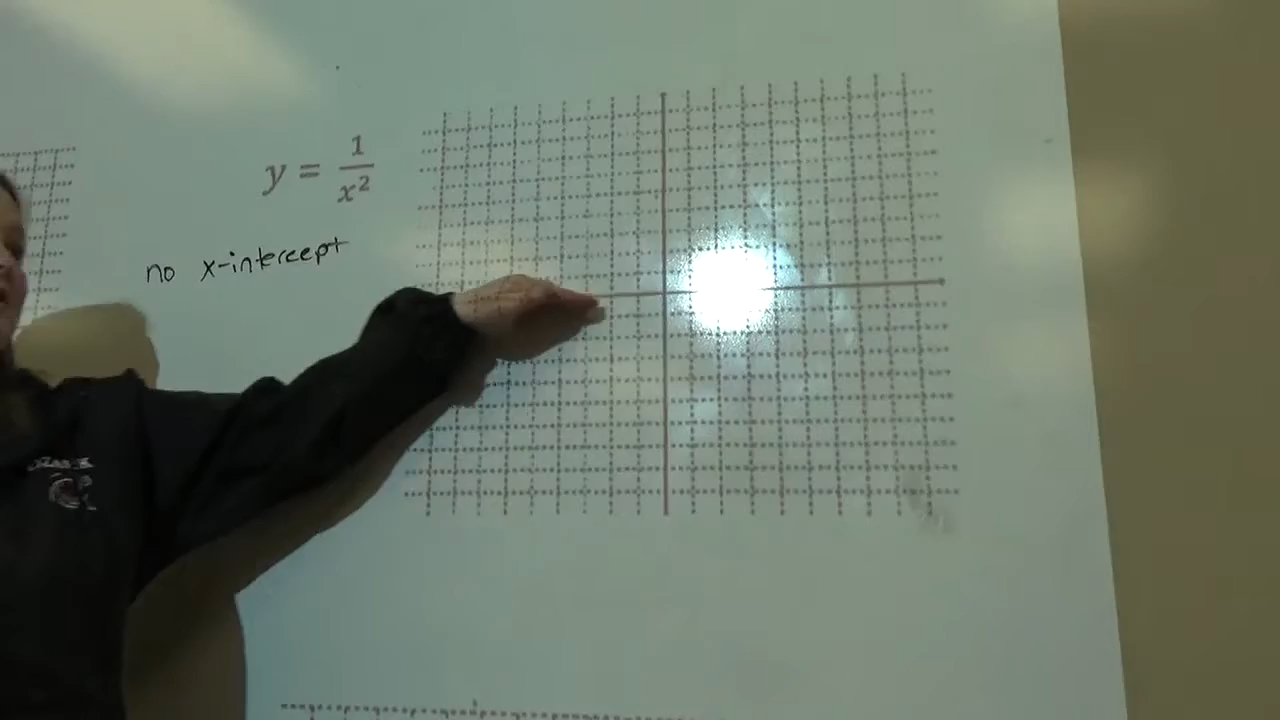 y = 1/x²
no x-intercept